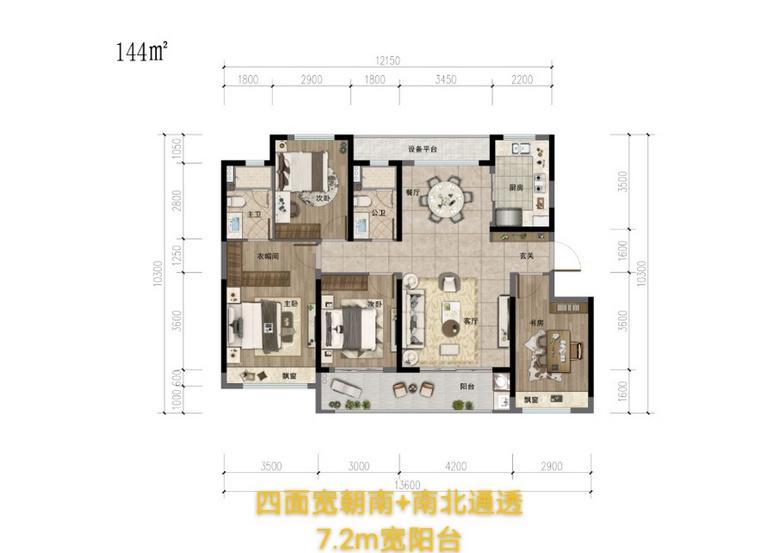 144㎡
12150
1800 2900 1800 3450 2200
设备平台
1050
2800
1250
3600
600
1000
10300
3500
1600
3600
1600
10300
次卧
餐厅
厨房
主卫
公卫
衣帽间
玄关
主卧
次卧
客厅
书房
飘窗
阳台
飘窗
3500 3000 4200 2900
13600
四面宽朝南+南北通透
7.2m宽阳台